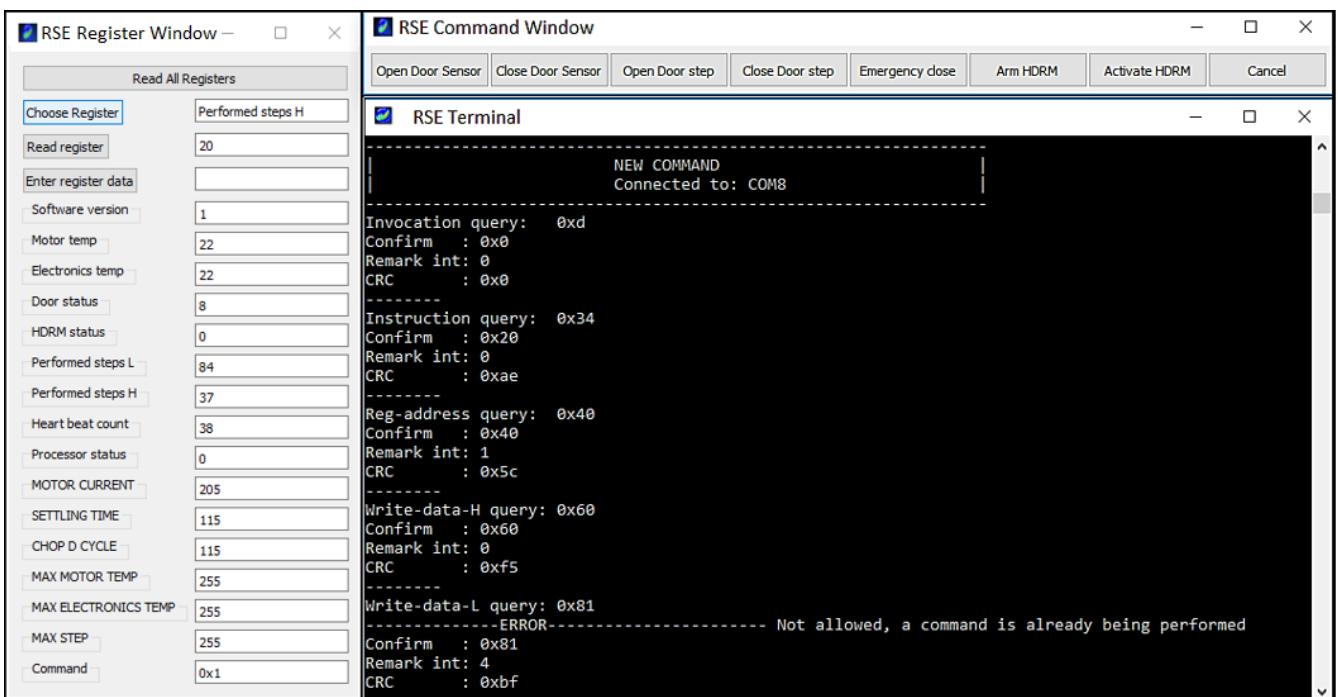 RSE Register Window
Read All Registers
Choose Register Performed steps H
Read register 20
Enter register data
Software version 1
Motor temp 22
Electronics temp 22
Door status 8
HDRM status 0
Performed steps L 84
Performed steps H 37
Heart beat count 38
Processor status 0
MOTOR CURRENT 205
SETTLING TIME 115
CHOP D CYCLE 115
MAX MOTOR TEMP 255
MAX ELECTRONICS TEMP 255
MAX STEP 255
Command 0x1
RSE Command Window
Open Door Sensor Close Door Sensor Open Door step Close Door step Emergency close Arm HDRM Activate HDRM Cancel
RSE Terminal
-----------------------------------------------------------------
| NEW COMMAND |
| Connected to: COM8 |
-----------------------------------------------------------------
Invocation query: 0xd
Confirm : 0x0
Remark int: 0
CRC : 0x0
--------
Instruction query: 0x34
Confirm : 0x20
Remark int: 0
CRC : 0xae
--------
Reg-address query: 0x40
Confirm : 0x40
Remark int: 1
CRC : 0x5c
--------
Write-data-H query: 0x60
Confirm : 0x60
Remark int: 0
CRC : 0xf5
--------
Write-data-L query: 0x81
--------------ERROR----------------------- Not allowed, a command is already being performed
Confirm : 0x81
Remark int: 4
CRC : 0xbf